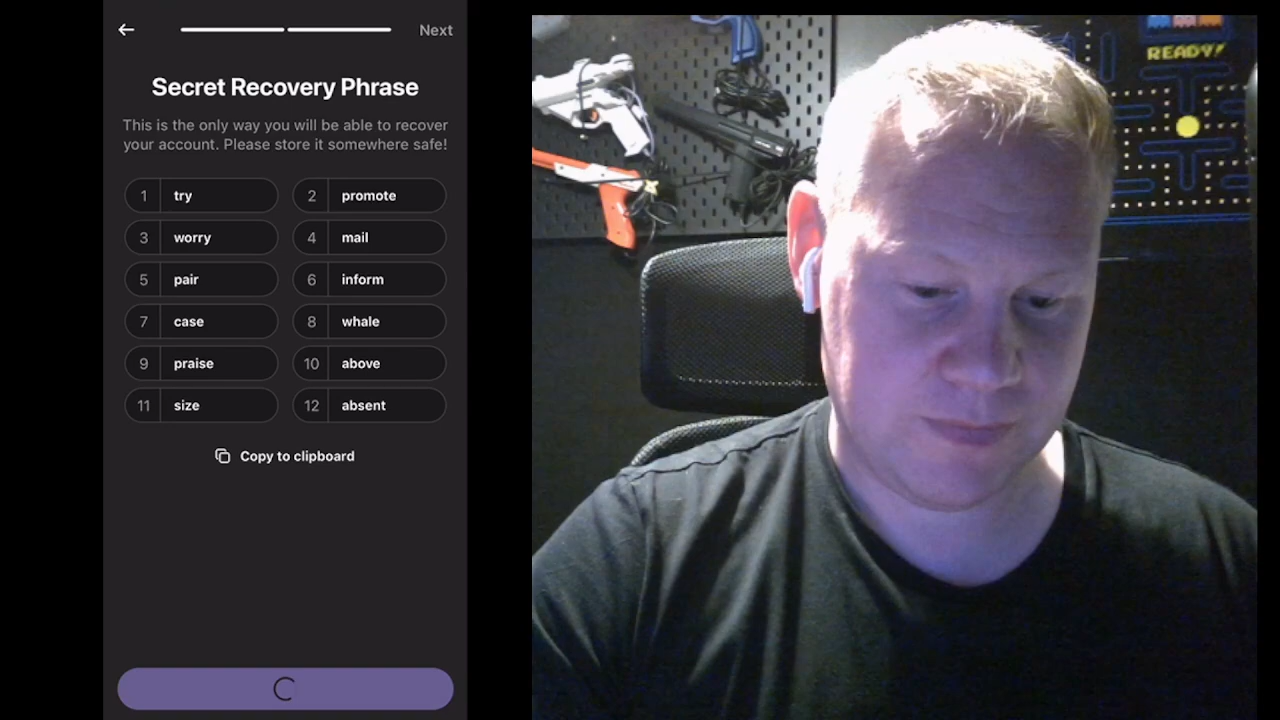 Next
Secret Recovery Phrase
This is the only way you will be able to recover
your account. Please store it somewhere safe!
1 try
2 promote
3 worry
4 mail
5 pair
6 inform
7 case
8 whale
9 praise
10 above
11 size
12 absent
Copy to clipboard
READY!